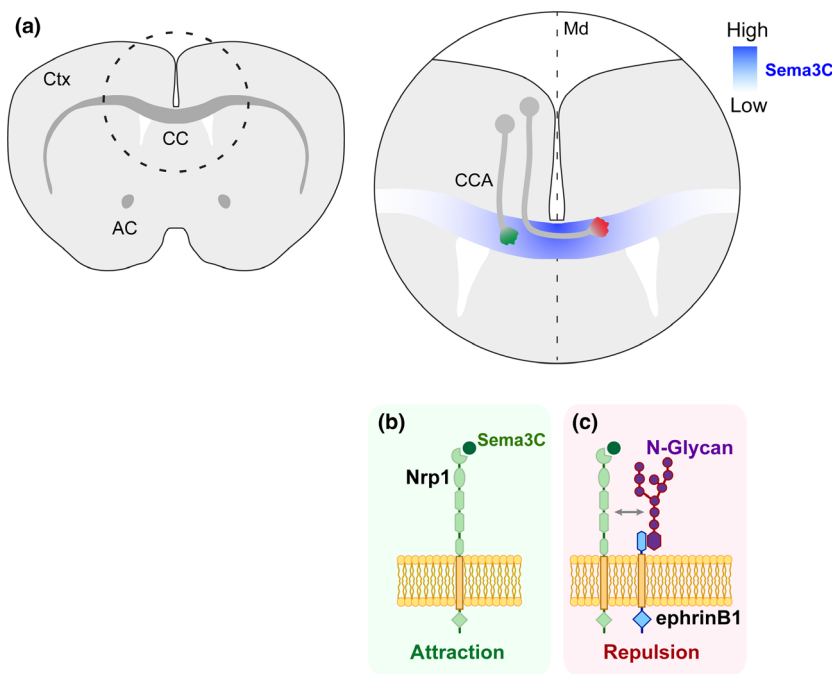 (a)
Ctx
CC
AC
Md
CCA
High
Sema3C
Low
(b)
Sema3C
Nrp1
Attraction
(c)
N-Glycan
ephrinB1
Repulsion